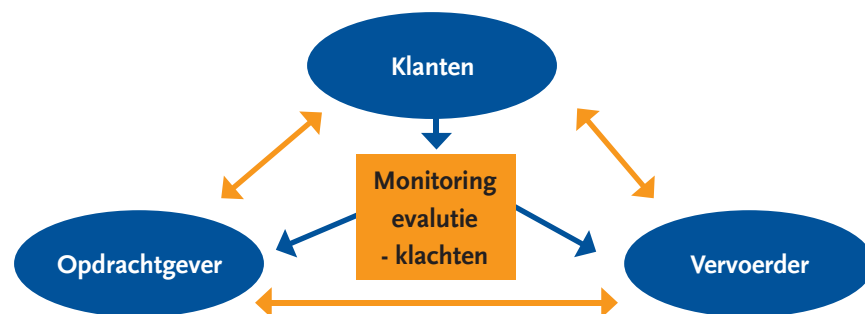 Klanten
Monitoring
evalutie
- klachten
Opdrachtgever
Vervoerder